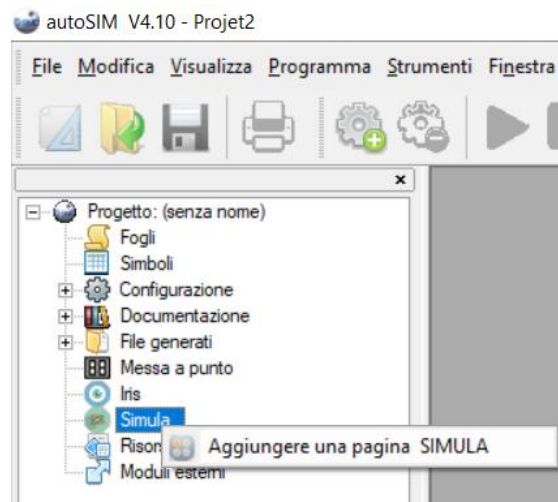 autoSIM V4.10 - Projet2
File Modifica Visualizza Programma Strumenti Finestra
Progetto: (senza nome)
Fogli
Simboli
Configurazione
Documentazione
File generati
Messa a punto
Iris
Simula
Aggiungere una pagina SIMULA
Moduli esterni